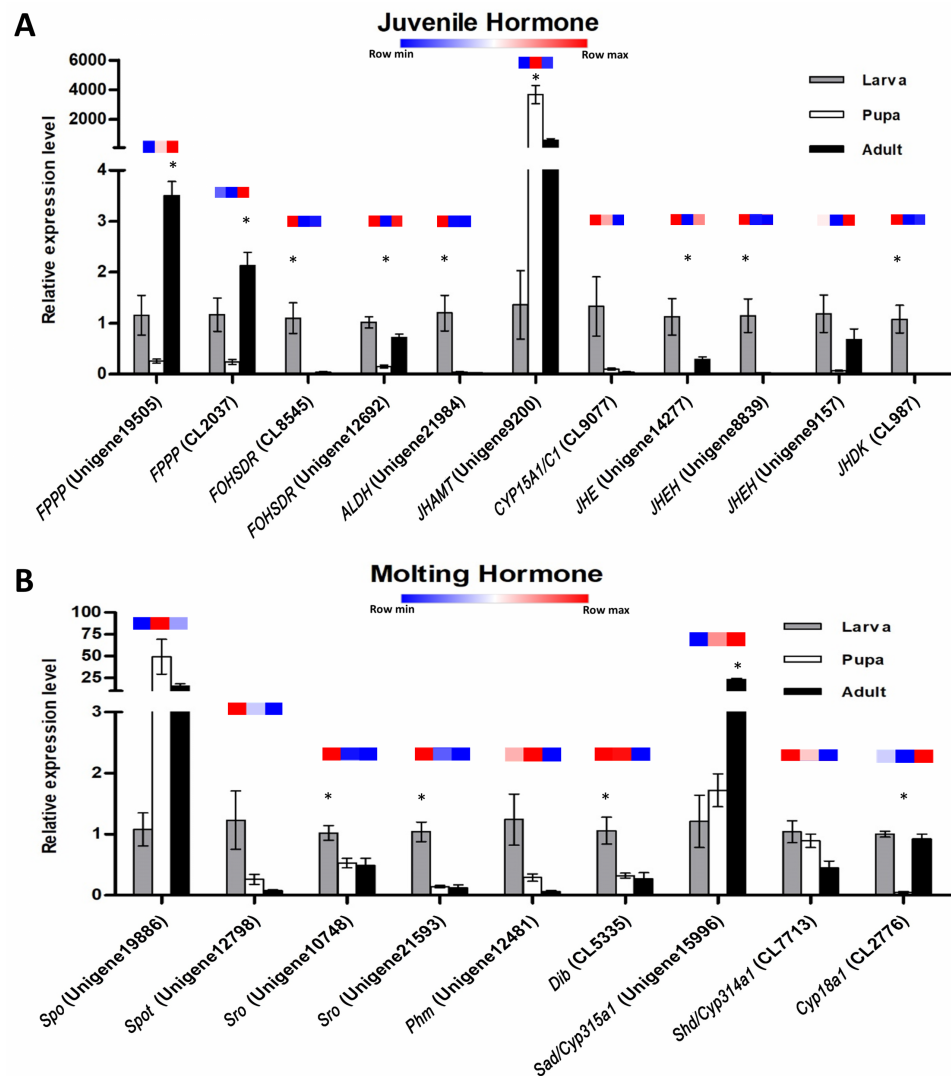 A
Juvenile Hormone
Row min
Row max
Relative expression level
6000
4000
2000
4
3
2
1
0
Larva
Pupa
Adult
*
*
*
*
*
*
*
*
*
FPPP (Unigene19505)
FPPP (CL2037)
FOHSDR (CL8545)
FOHSDR (Unigene12692)
ALDH (Unigene21984)
JHAMT (Unigene9200)
CYP15A1/C1 (CL9077)
JHE (Unigene14277)
JHEH (Unigene8839)
JHEH (Unigene9157)
JHDK (CL987)
B
Molting Hormone
Row min
Row max
Relative expression level
100
75
50
25
3
2
1
0
Larva
Pupa
Adult
*
*
*
*
*
Spo (Unigene19886)
Spot (Unigene12798)
Sro (Unigene10748)
Sro (Unigene21593)
Phm (Unigene12481)
Dib (CL5335)
Sad/Cyp315a1 (Unigene15996)
Shd/Cyp314a1 (CL7713)
Cyp18a1 (CL2776)